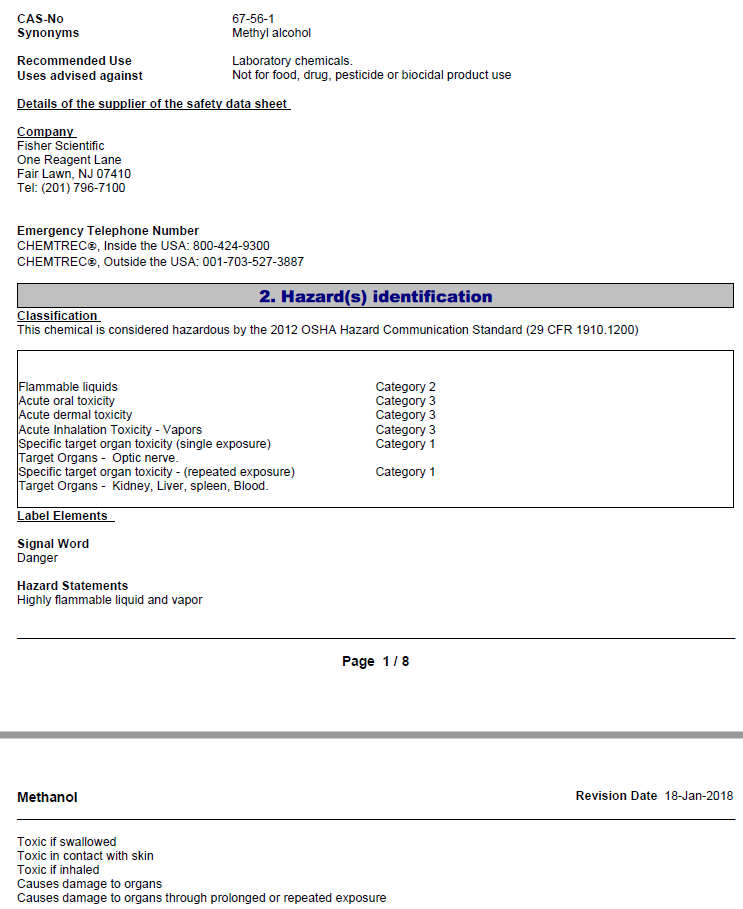 CAS-No 67-56-1
Synonyms Methyl alcohol
Recommended Use Laboratory chemicals.
Uses advised against Not for food, drug, pesticide or biocidal product use
Details of the supplier of the safety data sheet
Company
Fisher Scientific
One Reagent Lane
Fair Lawn, NJ 07410
Tel: (201) 796-7100
Emergency Telephone Number
CHEMTREC®, Inside the USA: 800-424-9300
CHEMTREC®, Outside the USA: 001-703-527-3887
2. Hazard(s) identification
Classification
This chemical is considered hazardous by the 2012 OSHA Hazard Communication Standard (29 CFR 1910.1200)
Flammable liquids Category 2
Acute oral toxicity Category 3
Acute dermal toxicity Category 3
Acute Inhalation Toxicity - Vapors Category 3
Specific target organ toxicity (single exposure) Category 1
Target Organs - Optic nerve.
Specific target organ toxicity - (repeated exposure) Category 1
Target Organs - Kidney, Liver, spleen, Blood.
Label Elements
Signal Word
Danger
Hazard Statements
Highly flammable liquid and vapor
Page 1 / 8
Methanol Revision Date 18-Jan-2018
Toxic if swallowed
Toxic in contact with skin
Toxic if inhaled
Causes damage to organs
Causes damage to organs through prolonged or repeated exposure